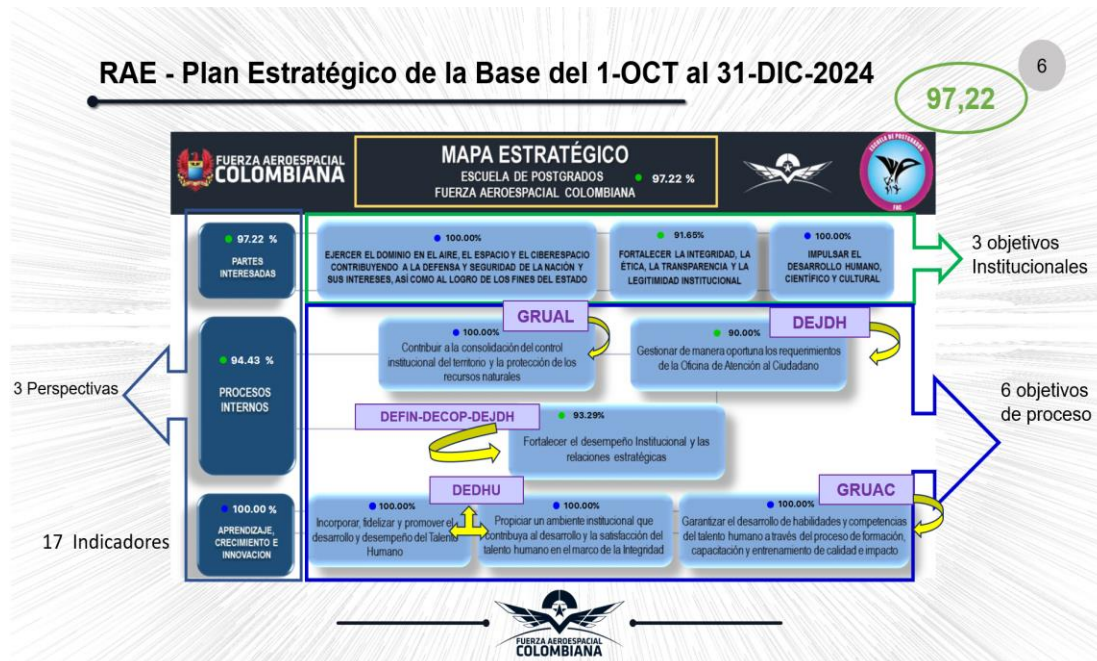 RAE - Plan Estratégico de la Base del 1-OCT al 31-DIC-2024
6
97,22
FUERZA AEROESPACIAL
COLOMBIANA
MAPA ESTRATÉGICO
ESCUELA DE POSTGRADOS
FUERZA AEROESPACIAL COLOMBIANA
97.22 %
ESCUELA DE POSTGRADOS
FAC
97.22 %
PARTES
INTERESADAS
100.00%
EJERCER EL DOMINIO EN EL AIRE, EL ESPACIO Y EL CIBERESPACIO
CONTRIBUYENDO A LA DEFENSA Y SEGURIDAD DE LA NACIÓN Y
SUS INTERESES, ASÍ COMO AL LOGRO DE LOS FINES DEL ESTADO
91.65%
FORTALECER LA INTEGRIDAD, LA
ÉTICA, LA TRANSPARENCIA Y LA
LEGITIMIDAD INSTITUCIONAL
100.00%
IMPULSAR EL
DESARROLLO HUMANO,
CIENTÍFICO Y CULTURAL
3 objetivos
Institucionales
3 Perspectivas
94.43 %
PROCESOS
INTERNOS
GRUAL
100.00%
Contribuir a la consolidación del control
institucional del territorio y la protección de los
recursos naturales
DEJDH
90.00%
Gestionar de manera oportuna los requerimientos
de la Oficina de Atención al Ciudadano
DEFIN-DECOP-DEJDH
93.29%
Fortalecer el desempeño Institucional y las
relaciones estratégicas
6 objetivos
de proceso
17 Indicadores
100.00 %
APRENDIZAJE,
CRECIMIENTO E
INNOVACION
DEDHU
100.00%
Incorporar, fidelizar y promover el
desarrollo y desempeño del Talento
Humano
100.00%
Propiciar un ambiente institucional que
contribuya al desarrollo y la satisfacción del
talento humano en el marco de la Integridad
GRUAC
100.00%
Garantizar el desarrollo de habilidades y competencias
del talento humano a través del proceso de formación,
capacitación y entrenamiento de calidad e impacto
FUERZA AEROESPACIAL
COLOMBIANA